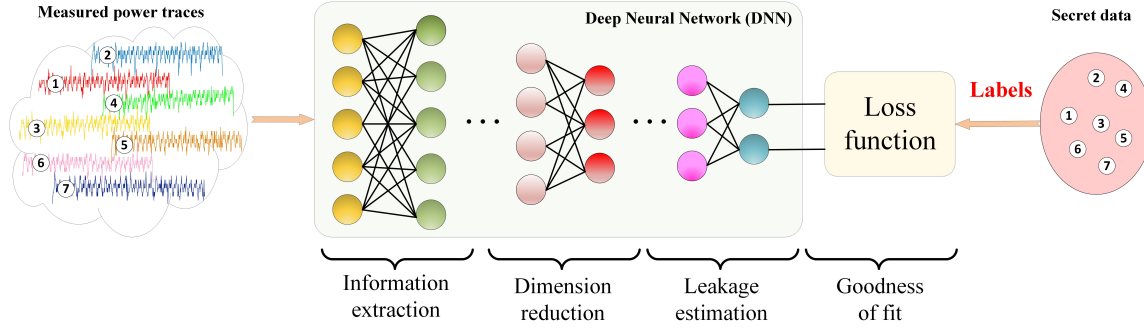 Measured power traces
Deep Neural Network (DNN)
Secret data
2
1
4
3
5
6
7
Labels
Loss
function
2
4
1
3
5
6
7
Information
extraction
Dimension
reduction
Leakage
estimation
Goodness
of fit